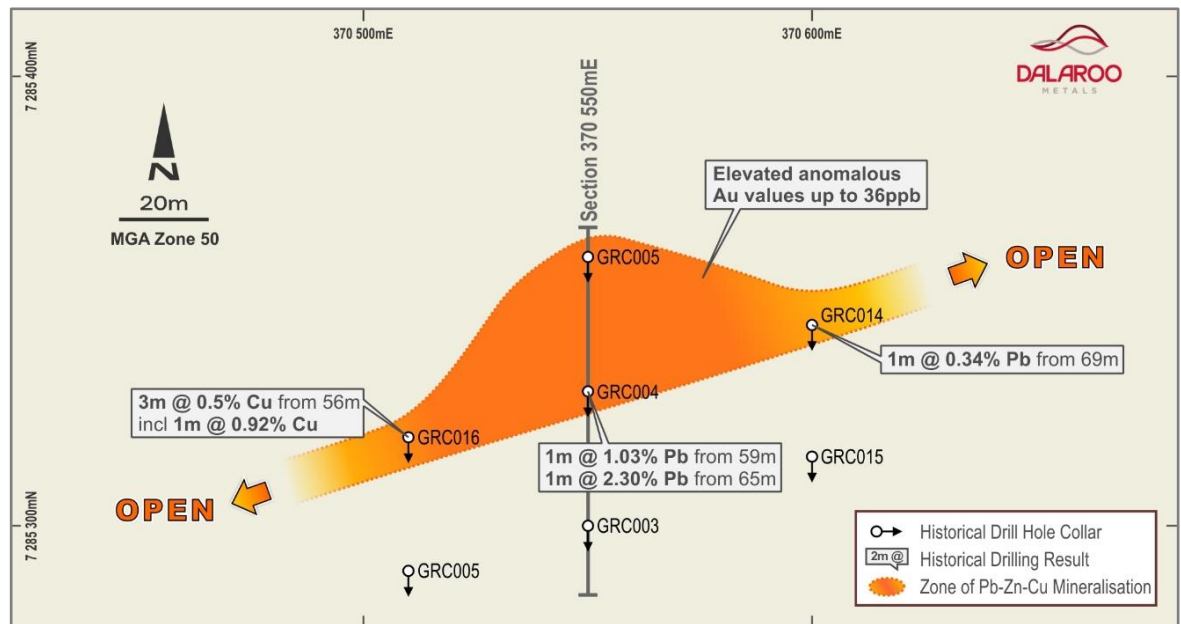 370 500mE
370 600mE
7 285 400mN
DALAROO
METALS
N
20m
MGA Zone 50
Section 370 550mE
Elevated anomalous
Au values up to 36ppb
GRC005
OPEN
GRC014
1m @ 0.34% Pb from 69m
3m @ 0.5% Cu from 56m
incl 1m @ 0.92% Cu
GRC004
GRC016
1m @ 1.03% Pb from 59m
1m @ 2.30% Pb from 65m
GRC015
OPEN
7 285 300mN
GRC003
GRC005
Historical Drill Hole Collar
2m @
Historical Drilling Result
Zone of Pb-Zn-Cu Mineralisation